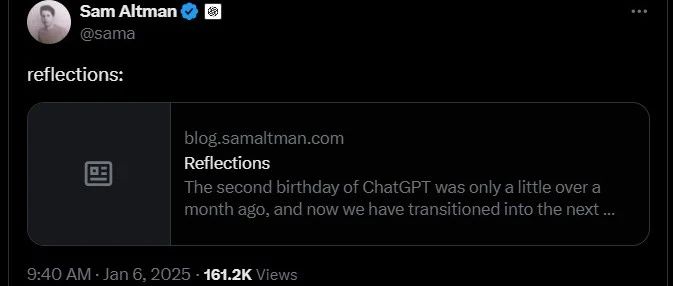 Sam Altman
@sama
reflections:
blog.samaltman.com
Reflections
The second birthday of ChatGPT was only a little over a
month ago, and now we have transitioned into the next ...
9:40 AM · Jan 6, 2025 · 161.2K Views